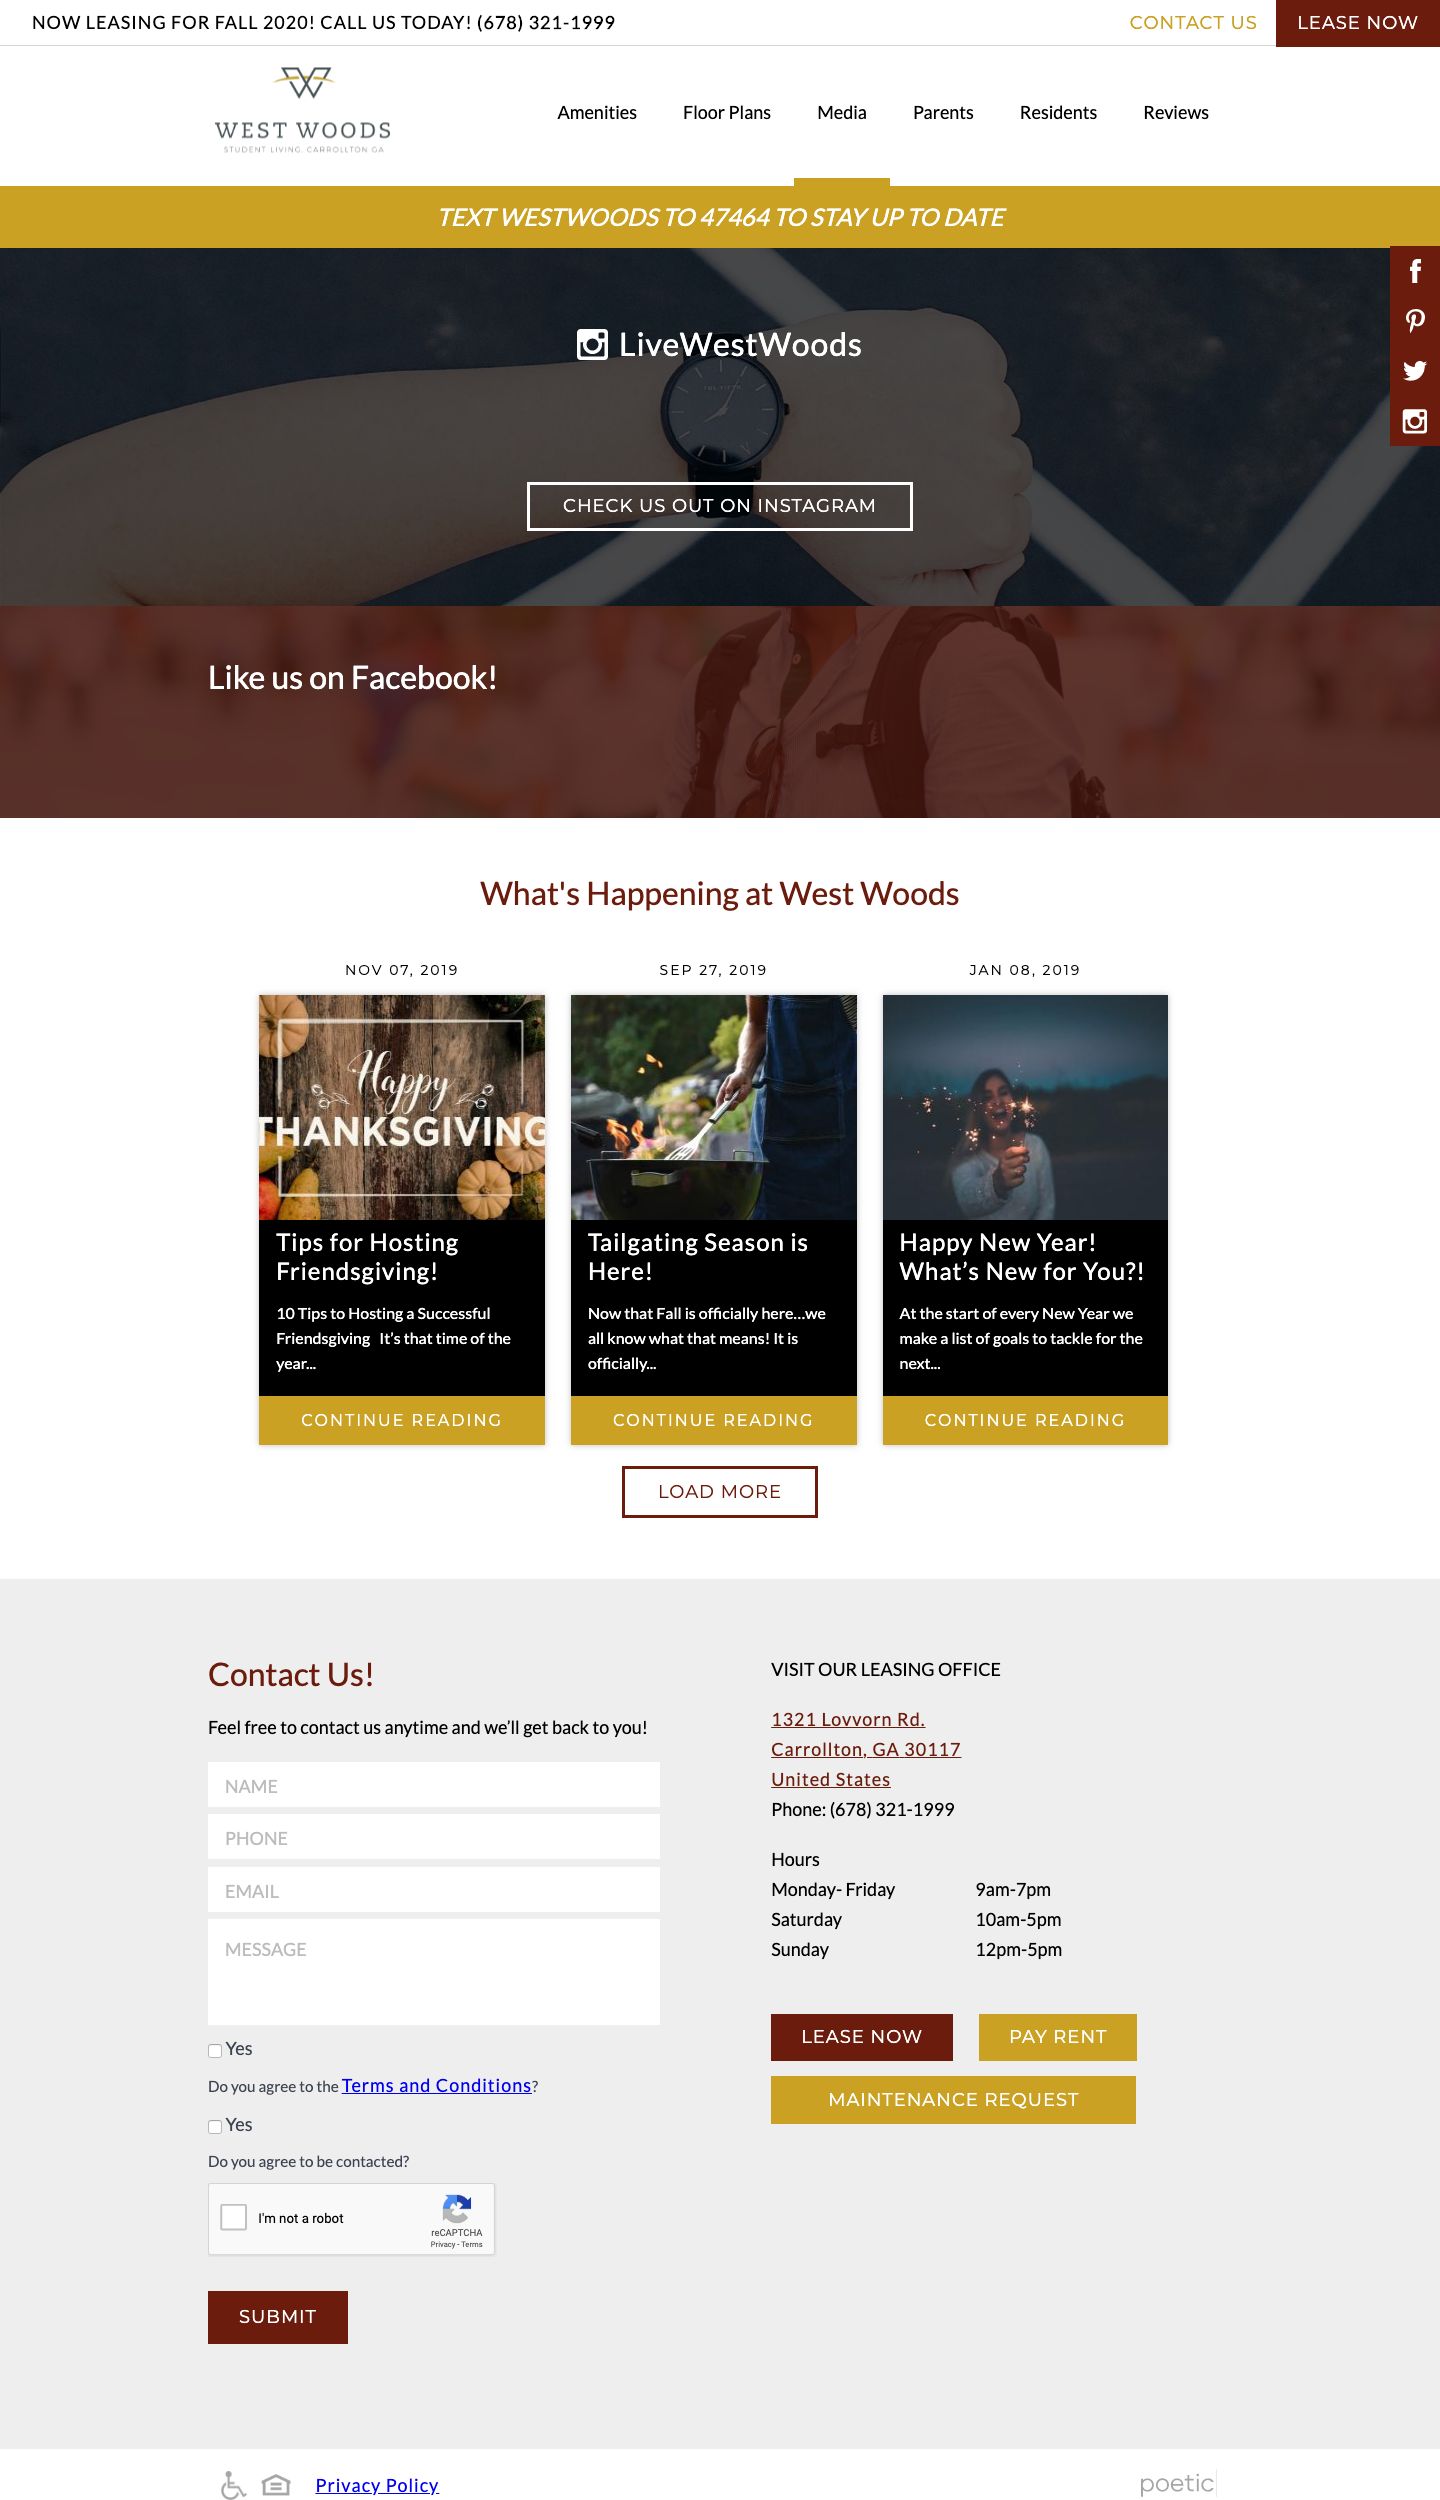 NOW LEASING FOR FALL 2020! CALL US TODAY! (678) 321-1999
CONTACT US
LEASE NOW
WEST WOODS
STUDENT LIVING. CARROLLTON GA
Amenities
Floor Plans
Media
Parents
Residents
Reviews
TEXT WESTWOODS TO 47464 TO STAY UP TO DATE
LiveWestWoods
CHECK US OUT ON INSTAGRAM
Like us on Facebook!
What's Happening at West Woods
NOV 07, 2019
Happy
THANKSGIVING
Tips for Hosting
Friendsgiving!
10 Tips to Hosting a Successful
Friendsgiving  It’s that time of the
year...
CONTINUE READING
SEP 27, 2019
Tailgating Season is
Here!
Now that Fall is officially here…we
all know what that means! It is
officially...
CONTINUE READING
JAN 08, 2019
Happy New Year!
What’s New for You?!
At the start of every New Year we
make a list of goals to tackle for the
next...
CONTINUE READING
LOAD MORE
Contact Us!
Feel free to contact us anytime and we’ll get back to you!
NAME
PHONE
EMAIL
MESSAGE
Yes
Do you agree to the Terms and Conditions?
Yes
Do you agree to be contacted?
I'm not a robot
reCAPTCHA
Privacy - Terms
SUBMIT
VISIT OUR LEASING OFFICE
1321 Lovvorn Rd.
Carrollton, GA 30117
United States
Phone: (678) 321-1999
Hours
Monday- Friday 9am-7pm
Saturday 10am-5pm
Sunday 12pm-5pm
LEASE NOW
PAY RENT
MAINTENANCE REQUEST
Privacy Policy
poetic